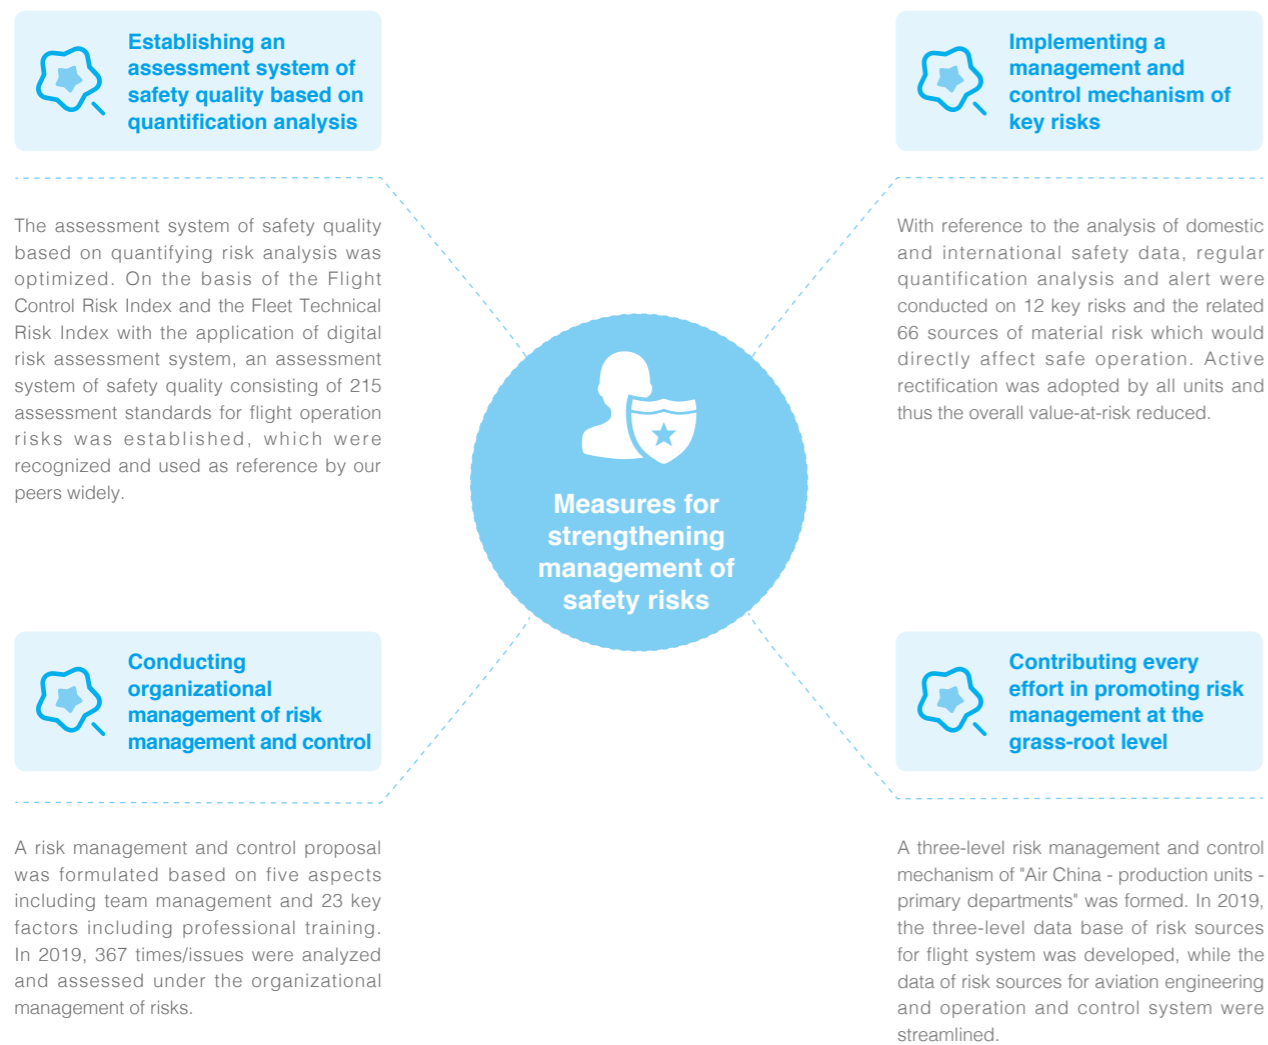 Establishing an
assessment system of
safety quality based on
quantification analysis
The assessment system of safety quality
based on quantifying risk analysis was
optimized. On the basis of the Flight
Control Risk Index and the Fleet Technical
Risk Index with the application of digital
risk assessment system, an assessment
system of safety quality consisting of 215
assessment standards for flight operation
risks was established, which were
recognized and used as reference by our
peers widely.
Implementing a
management and
control mechanism of
key risks
With reference to the analysis of domestic
and international safety data, regular
quantification analysis and alert were
conducted on 12 key risks and the related
66 sources of material risk which would
directly affect safe operation. Active
rectification was adopted by all units and
thus the overall value-at-risk reduced.
Measures for
strengthening
management of
safety risks
Conducting
organizational
management of risk
management and control
A risk management and control proposal
was formulated based on five aspects
including team management and 23 key
factors including professional training.
In 2019, 367 times/issues were analyzed
and assessed under the organizational
management of risks.
Contributing every
effort in promoting risk
management at the
grass-root level
A three-level risk management and control
mechanism of "Air China - production units -
primary departments" was formed. In 2019,
the three-level data base of risk sources
for flight system was developed, while the
data of risk sources for aviation engineering
and operation and control system were
streamlined.